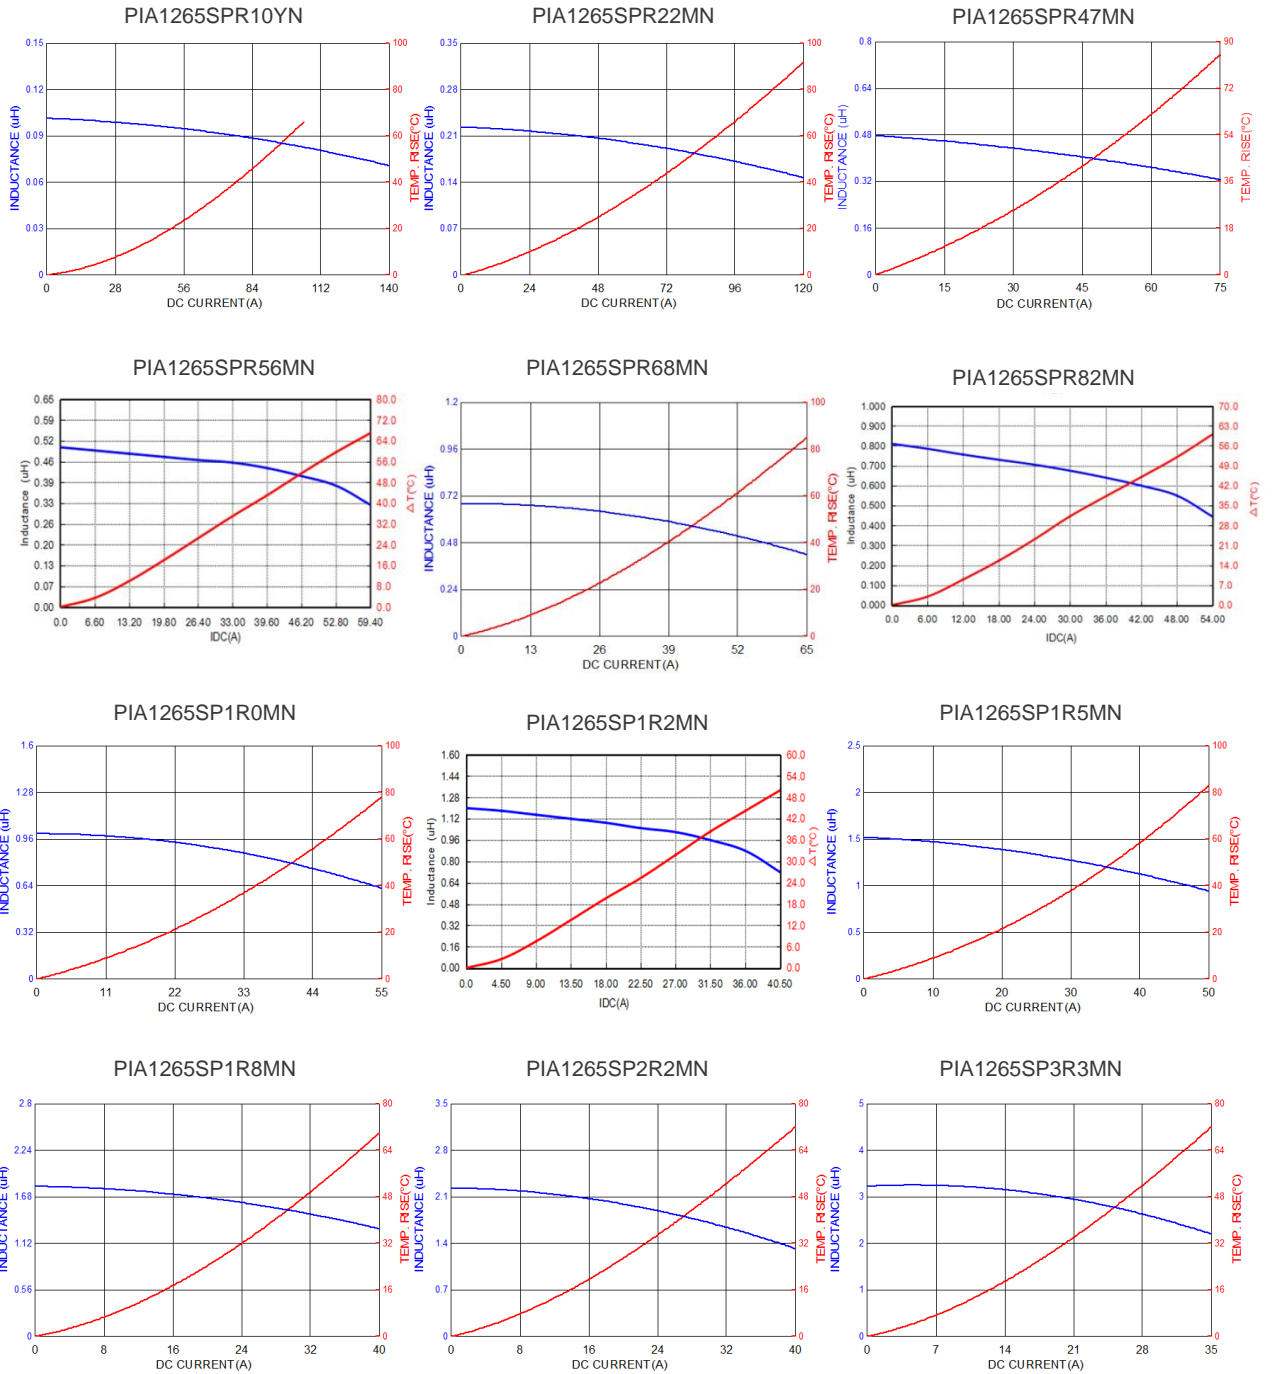 PIA1265SPR10YN
0.15
0.12
0.09
0.06
0.03
0
INDUCTANCE (uH)
100
80
60
40
20
0
TEMP. RISE(°C)
0 28 56 84 112 140
DC CURRENT(A)
PIA1265SPR22MN
0.35
0.28
0.21
0.14
0.07
0
INDUCTANCE (uH)
100
80
60
40
20
0
TEMP. RISE(°C)
0 24 48 72 96 120
DC CURRENT(A)
PIA1265SPR47MN
0.8
0.64
0.48
0.32
0.16
0
INDUCTANCE (uH)
90
72
54
36
18
0
TEMP. RISE(°C)
0 15 30 45 60 75
DC CURRENT(A)
PIA1265SPR56MN
0.65
0.59
0.52
0.46
0.39
0.33
0.26
0.20
0.13
0.07
0.00
Inductance (uH)
80.0
72.0
64.0
56.0
48.0
40.0
32.0
24.0
16.0
8.0
0.0
△T(°C)
0.0 6.60 13.20 19.80 26.40 33.00 39.60 46.20 52.80 59.40
IDC(A)
PIA1265SPR68MN
1.2
0.96
0.72
0.48
0.24
0
INDUCTANCE (uH)
100
80
60
40
20
0
TEMP. RISE(°C)
0 13 26 39 52 65
DC CURRENT(A)
PIA1265SPR82MN
1.000
0.900
0.800
0.700
0.600
0.500
0.400
0.300
0.200
0.100
0.000
Inductance (uH)
70.0
63.0
56.0
49.0
42.0
35.0
28.0
21.0
14.0
7.0
0.0
△T(°C)
0.0 6.00 12.00 18.00 24.00 30.00 36.00 42.00 48.00 54.00
IDC(A)
PIA1265SP1R0MN
1.6
1.28
0.96
0.64
0.32
0
INDUCTANCE (uH)
100
80
60
40
20
0
TEMP. RISE(°C)
0 11 22 33 44 55
DC CURRENT(A)
PIA1265SP1R2MN
1.60
1.44
1.28
1.12
0.96
0.80
0.64
0.48
0.32
0.16
0.00
Inductance (uH)
60.0
54.0
48.0
42.0
36.0
30.0
24.0
18.0
12.0
6.0
0.0
△T(°C)
0.0 4.50 9.00 13.50 18.00 22.50 27.00 31.50 36.00 40.50
IDC(A)
PIA1265SP1R5MN
2.5
2
1.5
1
0.5
0
INDUCTANCE (uH)
100
80
60
40
20
0
TEMP. RISE(°C)
0 10 20 30 40 50
DC CURRENT(A)
PIA1265SP1R8MN
2.8
2.24
1.68
1.12
0.56
0
INDUCTANCE (uH)
80
64
48
32
16
0
TEMP. RISE(°C)
0 8 16 24 32 40
DC CURRENT(A)
PIA1265SP2R2MN
3.5
2.8
2.1
1.4
0.7
0
INDUCTANCE (uH)
80
64
48
32
16
0
TEMP. RISE(°C)
0 8 16 24 32 40
DC CURRENT(A)
PIA1265SP3R3MN
5
4
3
2
1
0
INDUCTANCE (uH)
80
64
48
32
16
0
TEMP. RISE(°C)
0 7 14 21 28 35
DC CURRENT(A)